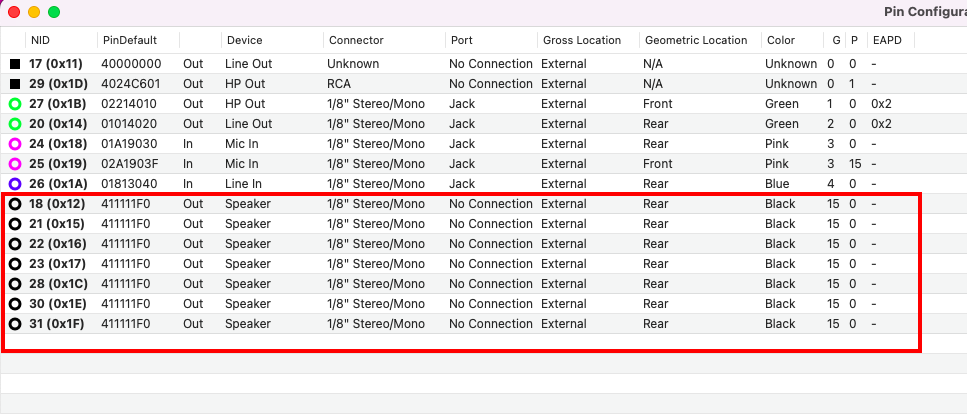 Pin Configura
NID PinDefault Device Connector Port Gross Location Geometric Location Color G P EAPD
17 (0x11) 40000000 Out Line Out Unknown No Connection External N/A Unknown 0 0 -
29 (0x1D) 4024C601 Out HP Out RCA No Connection External N/A Unknown 0 1 -
27 (0x1B) 02214010 Out HP Out 1/8" Stereo/Mono Jack External Front Green 1 0 0x2
20 (0x14) 01014020 Out Line Out 1/8" Stereo/Mono Jack External Rear Green 2 0 0x2
24 (0x18) 01A19030 In Mic In 1/8" Stereo/Mono Jack External Rear Pink 3 0 -
25 (0x19) 02A1903F In Mic In 1/8" Stereo/Mono Jack External Front Pink 3 15 -
26 (0x1A) 01813040 In Line In 1/8" Stereo/Mono Jack External Rear Blue 4 0 -
18 (0x12) 411111F0 Out Speaker 1/8" Stereo/Mono No Connection External Rear Black 15 0 -
21 (0x15) 411111F0 Out Speaker 1/8" Stereo/Mono No Connection External Rear Black 15 0 -
22 (0x16) 411111F0 Out Speaker 1/8" Stereo/Mono No Connection External Rear Black 15 0 -
23 (0x17) 411111F0 Out Speaker 1/8" Stereo/Mono No Connection External Rear Black 15 0 -
28 (0x1C) 411111F0 Out Speaker 1/8" Stereo/Mono No Connection External Rear Black 15 0 -
30 (0x1E) 411111F0 Out Speaker 1/8" Stereo/Mono No Connection External Rear Black 15 0 -
31 (0x1F) 411111F0 Out Speaker 1/8" Stereo/Mono No Connection External Rear Black 15 0 -